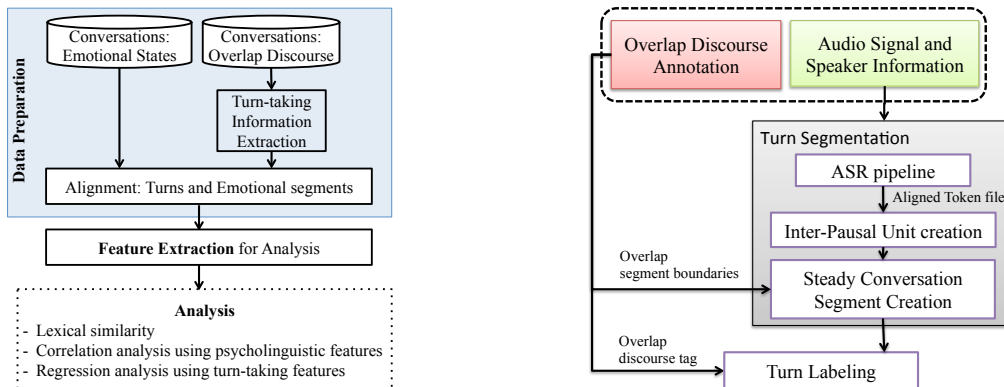 Conversations:
Emotional States
Conversations:
Overlap Discourse
Data Preparation
Turn-taking
Information
Extraction
Alignment: Turns and Emotional segments
Feature Extraction for Analysis
Analysis
- Lexical similarity
- Correlation analysis using psycholinguistic features
- Regression analysis using turn-taking features
Overlap Discourse
Annotation
Audio Signal and
Speaker Information
Turn Segmentation
ASR pipeline
Aligned Token file
Inter-Pausal Unit creation
Overlap
segment boundaries
Steady Conversation
Segment Creation
Overlap
discourse tag
Turn Labeling